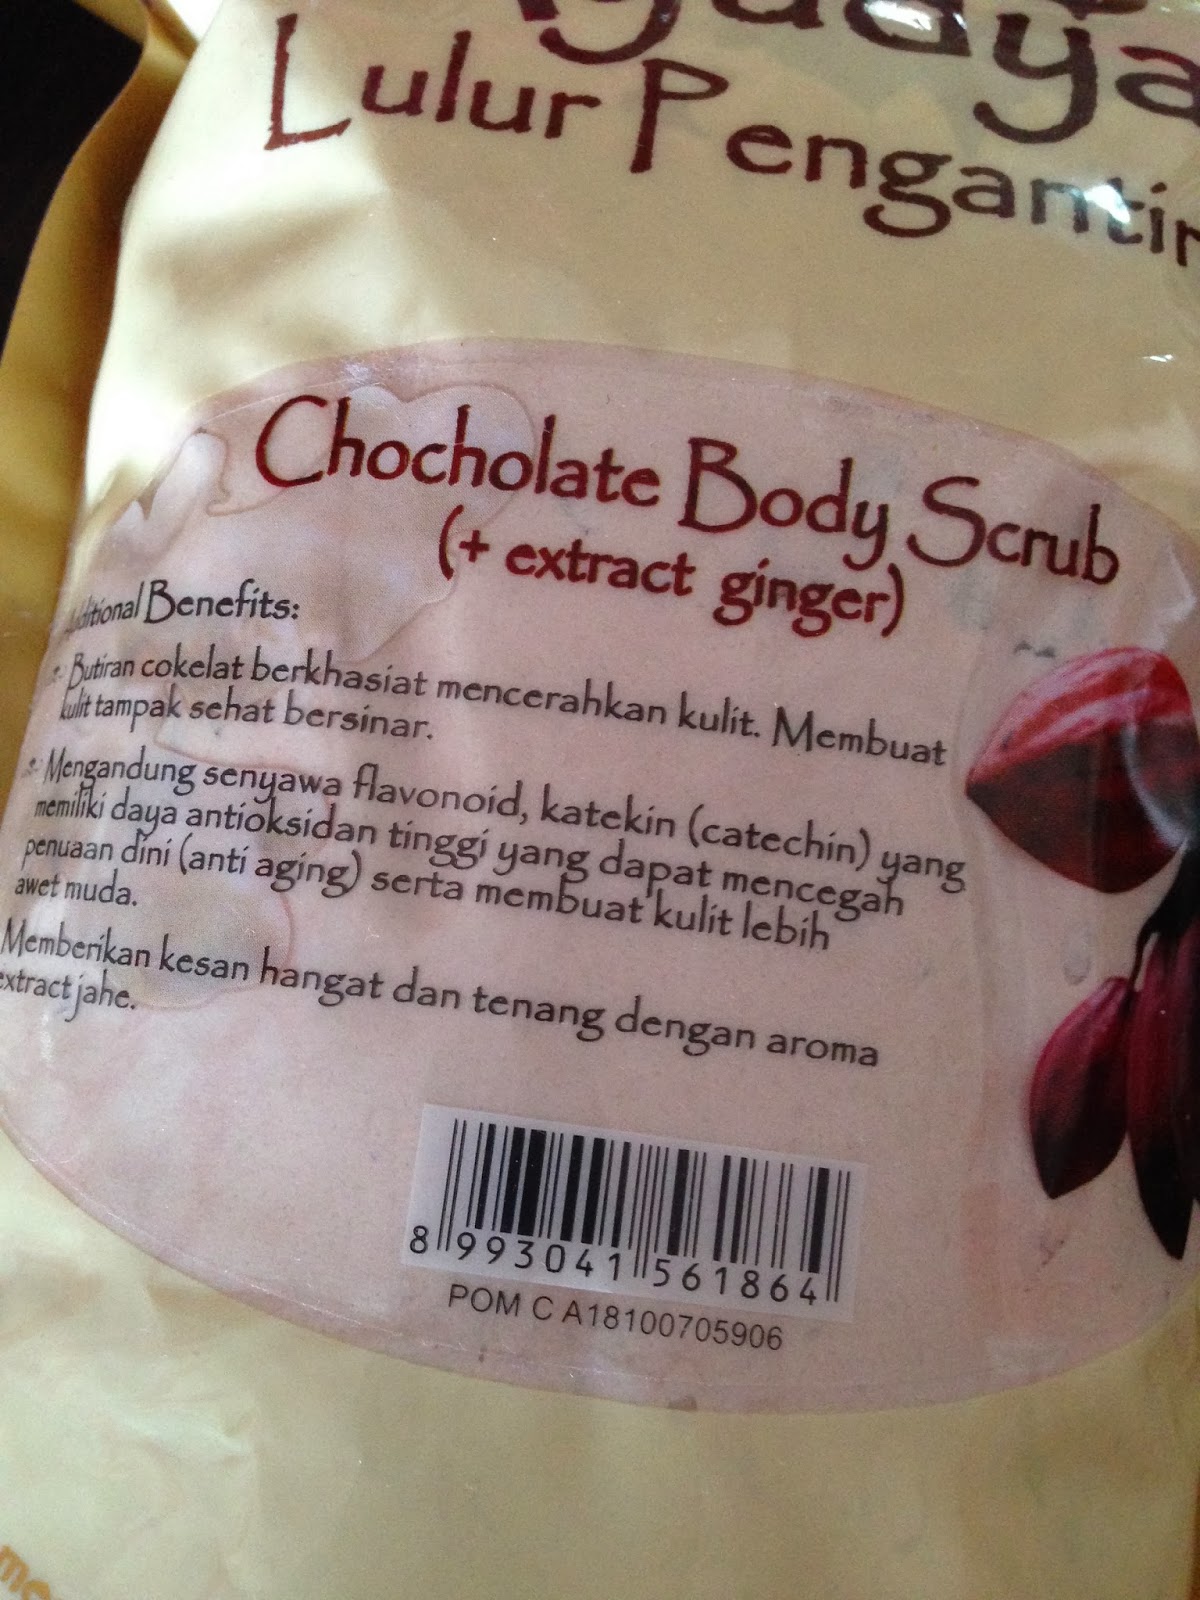 Lulur Pengantin
Chocholate Body Scrub
(+ extract ginger)
Additional Benefits:
Butiran cokelat berkhasiat mencerahkan kulit. Membuat
kulit tampak sehat bersinar.
Mengandung senyawa flavonoid, katekin (catechin) yang
memiliki daya antioksidan tinggi yang dapat mencegah
penuaan dini (anti aging) serta membuat kulit lebih
awet muda.
Memberikan kesan hangat dan tenang dengan aroma
extract jahe.
8 993041 561864
POM C A18100705906